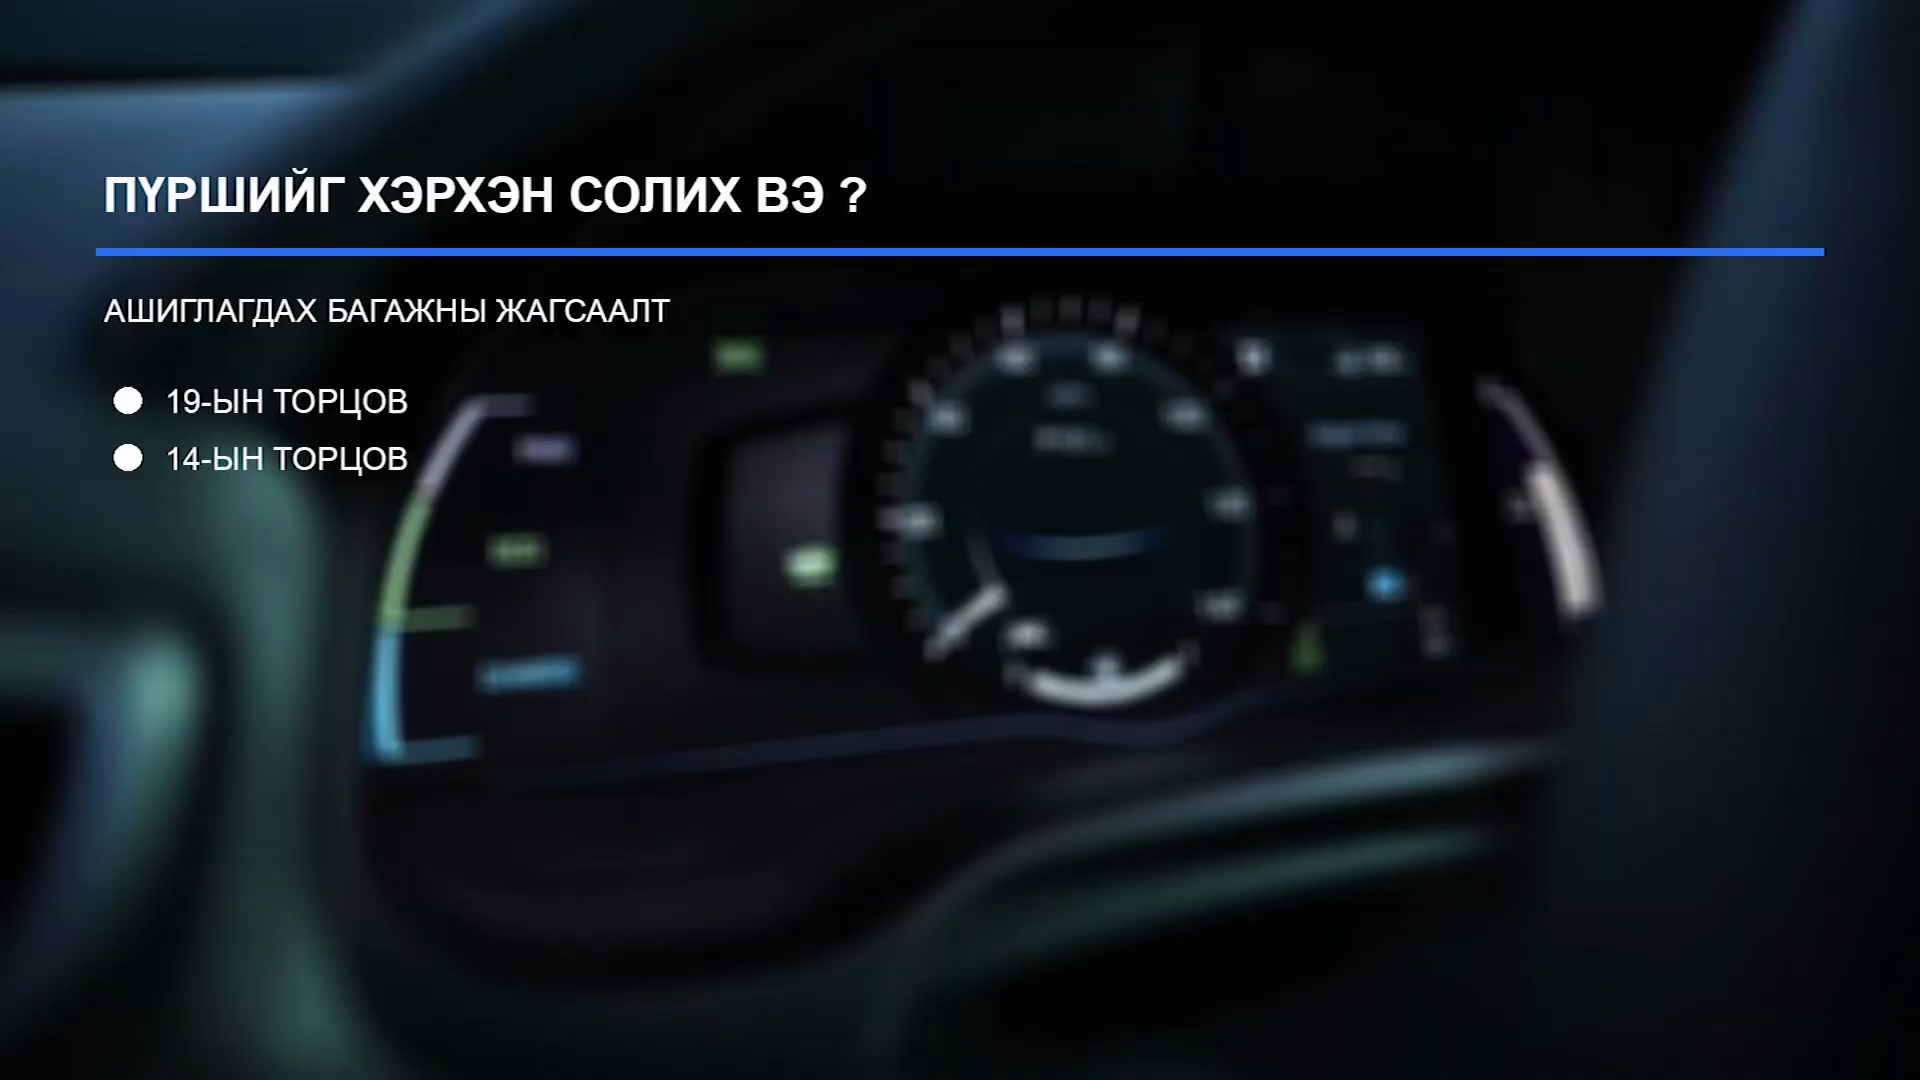 ПҮРШИЙГ ХЭРХЭН СОЛИХ ВЭ ?
АШИГЛАГДАХ БАГАЖНЫ ЖАГСААЛТ
19-ЫН ТОРЦОВ
14-ЫН ТОРЦОВ